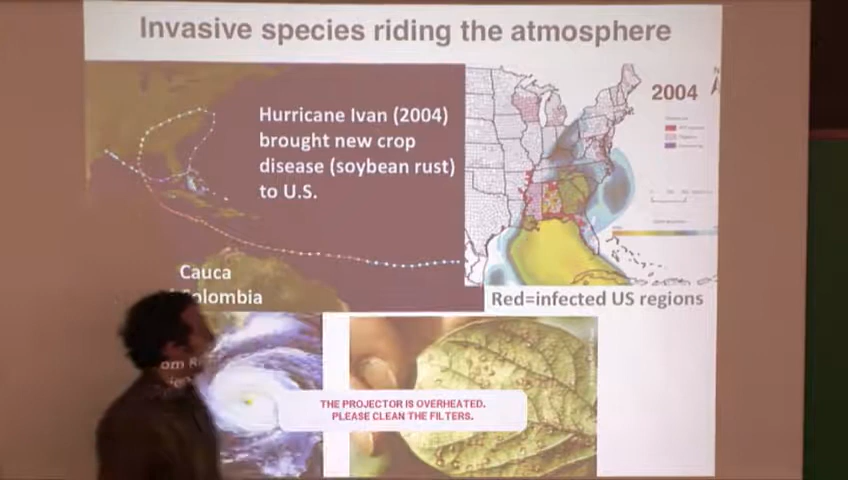 Invasive species riding the atmosphere
2004
Hurricane Ivan (2004)
brought new crop
disease (soybean rust)
to U.S.
Cauca
Colombia
Red=infected US regions
THE PROJECTOR IS OVERHEATED.
PLEASE CLEAN THE FILTERS.